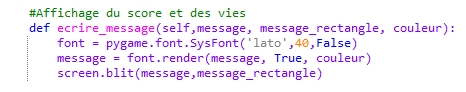 #Affichage du score et des vies
def ecrire_message(self,message, message_rectangle, couleur):
font = pygame.font.SysFont('lato',40,False)
message = font.render(message, True, couleur)
screen.blit(message,message_rectangle)